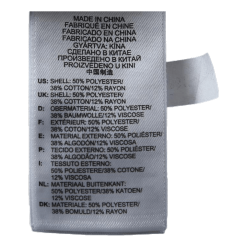 MADE IN CHINA
FABRIQUÉ EN CHINE
FABRICADO EN CHINA
FABRICADO NA CHINA
GYÁRTVA: KÍNA
СДЕЛАНО В КИТАЕ
ПРОИЗВЕДЕНО В КИТАЙ
PROIZVEDENO U KINI
中国制造
US: SHELL: 50% POLYESTER/
38% COTTON/12% RAYON
UK: SHELL: 50% POLYESTER/
38% COTTON/12% VISCOSE
D: OBERMATERIAL: 50% POLYESTER/
38% BAUMWOLLE/12% VISCOSE
F: EXTÉRIEUR: 50% POLYESTER/
38% COTON/12% VISCOSE
E: MATERIAL EXTERNO: 50% POLIÉSTER/
38% ALGODÓN/12% VISCOSE
P: TECIDO EXTERNO: 50% POLIÉSTER/
38% ALGODÃO/12% VISCOSE
I: TESSUTO ESTERNO:
50% POLIESTERE/38% COTONE/
12% VISCOSA
NL: MATERIAAL BUITENKANT:
50% POLYESTER/38% KATOEN/
12% VISCOSE
DK: MATERIALE: 50% POLYESTER/
38% BOMULD/12% RAYON